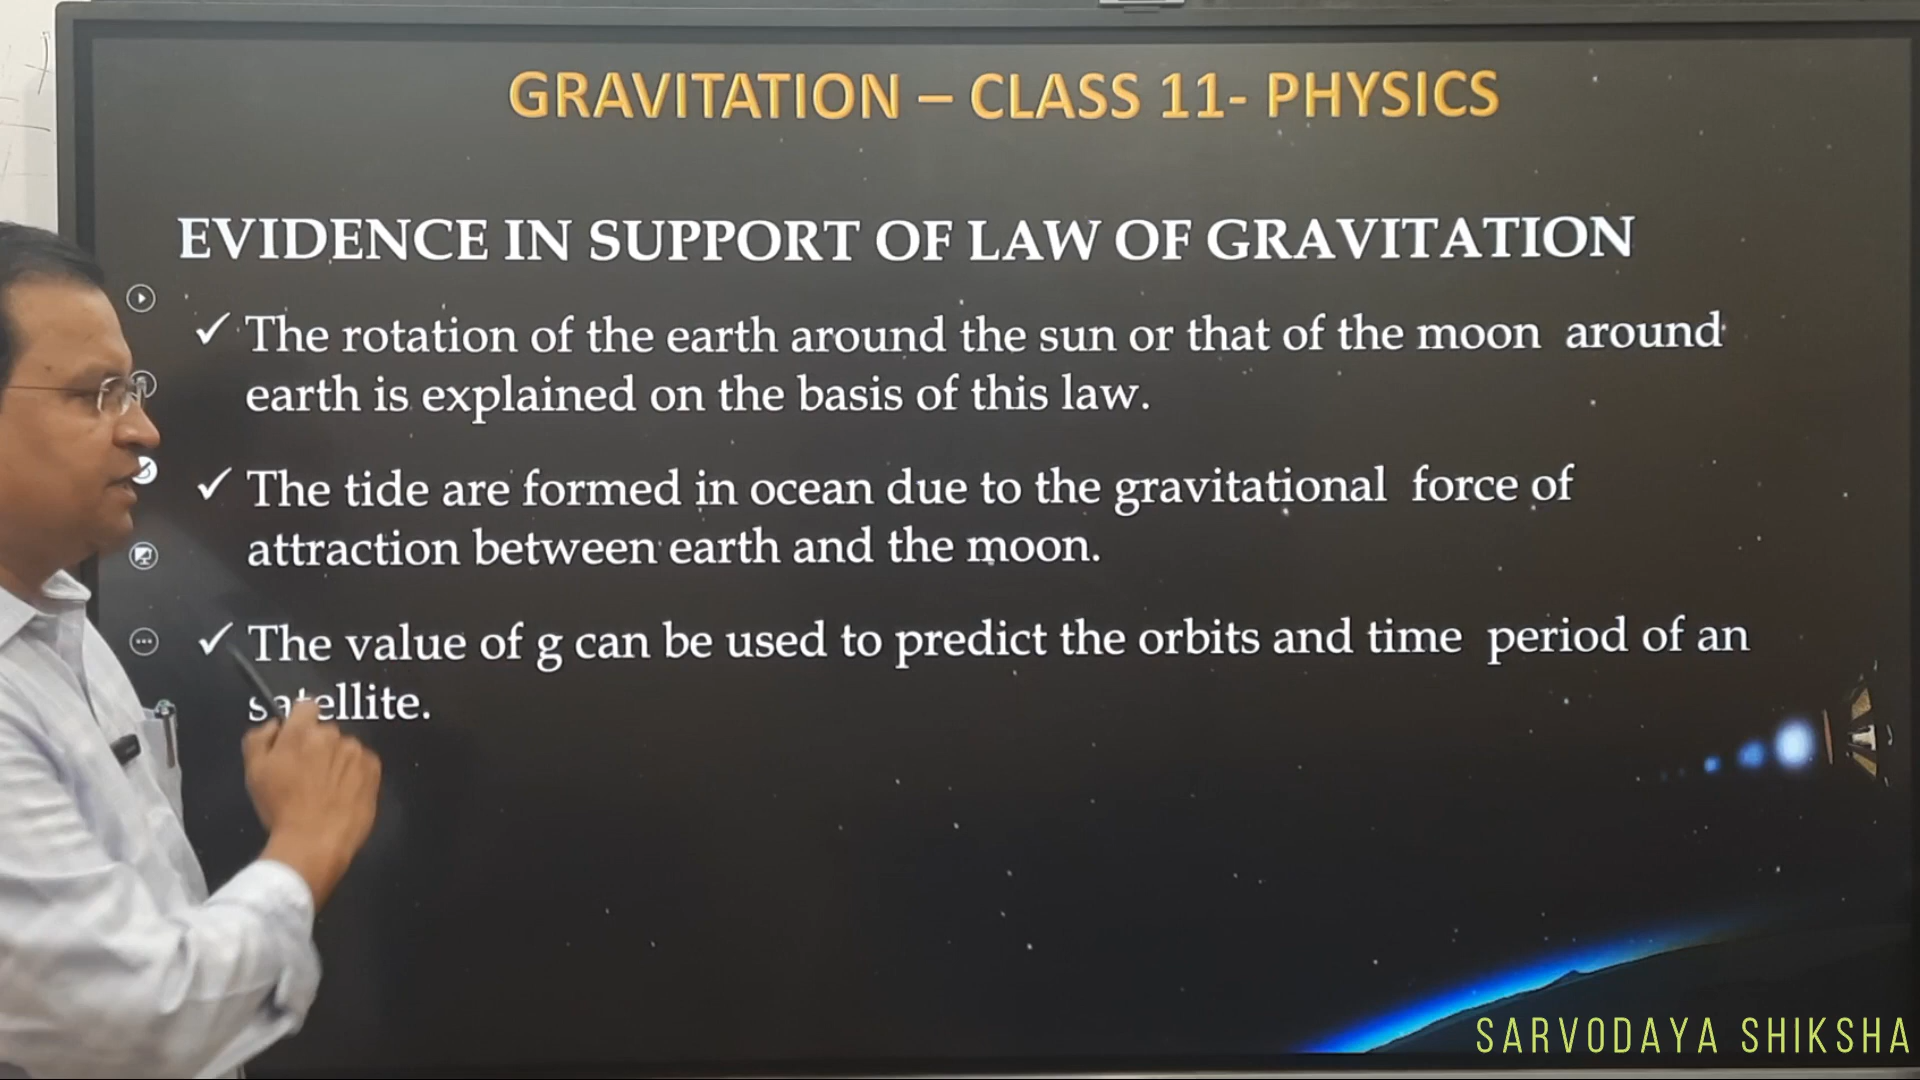 GRAVITATION – CLASS 11- PHYSICS
EVIDENCE IN SUPPORT OF LAW OF GRAVITATION
✓ The rotation of the earth around the sun or that of the moon around
earth is explained on the basis of this law.
✓ The tide are formed in ocean due to the gravitational force of
attraction between earth and the moon.
✓ The value of g can be used to predict the orbits and time period of an
satellite.
SARVODAYA SHIKSHA